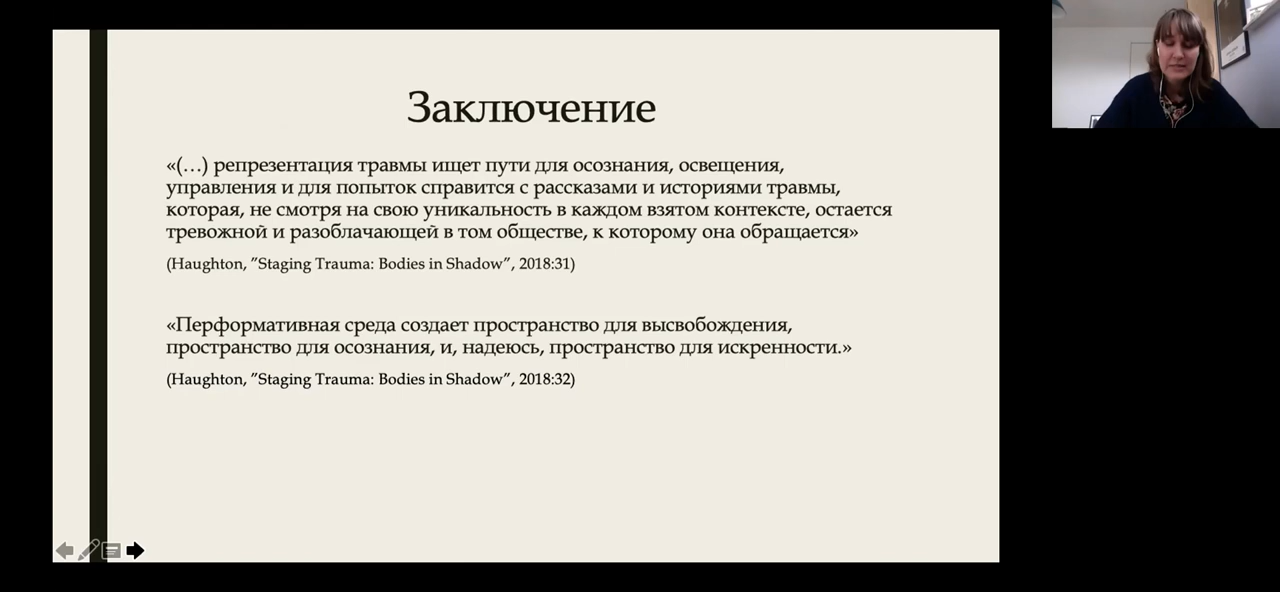 Заключение
«(…) репрезентация травмы ищет пути для осознания, освещения,
управления и для попыток справится с рассказами и историями травмы,
которая, не смотря на свою уникальность в каждом взятом контексте, остается
тревожной и разоблачающей в том обществе, к которому она обращается»
(Haughton, ”Staging Trauma: Bodies in Shadow”, 2018:31)
«Перформативная среда создает пространство для высвобождения,
пространство для осознания, и, надеюсь, пространство для искренности.»
(Haughton, ”Staging Trauma: Bodies in Shadow”, 2018:32)